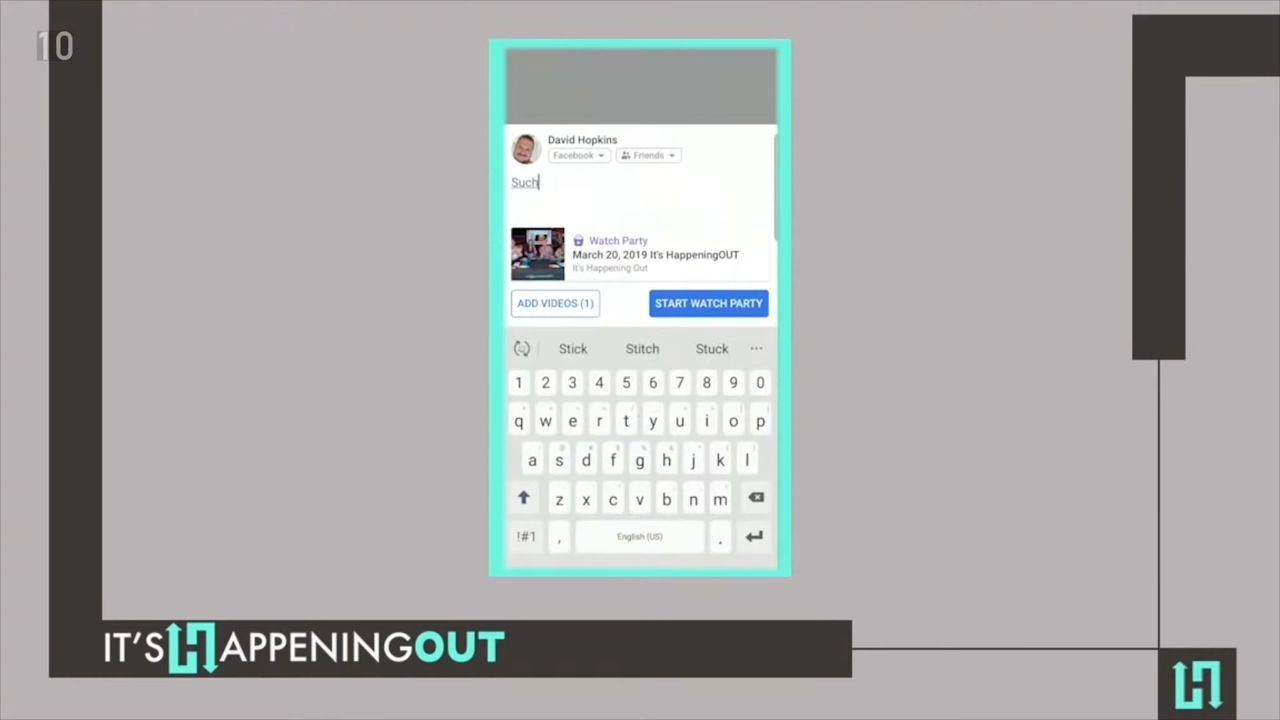 10
David Hopkins
Facebook Friends
Such
Watch Party
March 20, 2019 It's HappeningOUT
It's Happening Out
ADD VIDEOS (1) START WATCH PARTY
Stick Stitch Stuck ...
1 2 3 4 5 6 7 8 9 0
q w e r t y u i o p
a s d f g h j k l
z x c v b n m
!#1 , English (US) .
IT'S HAPPENINGOUT
H